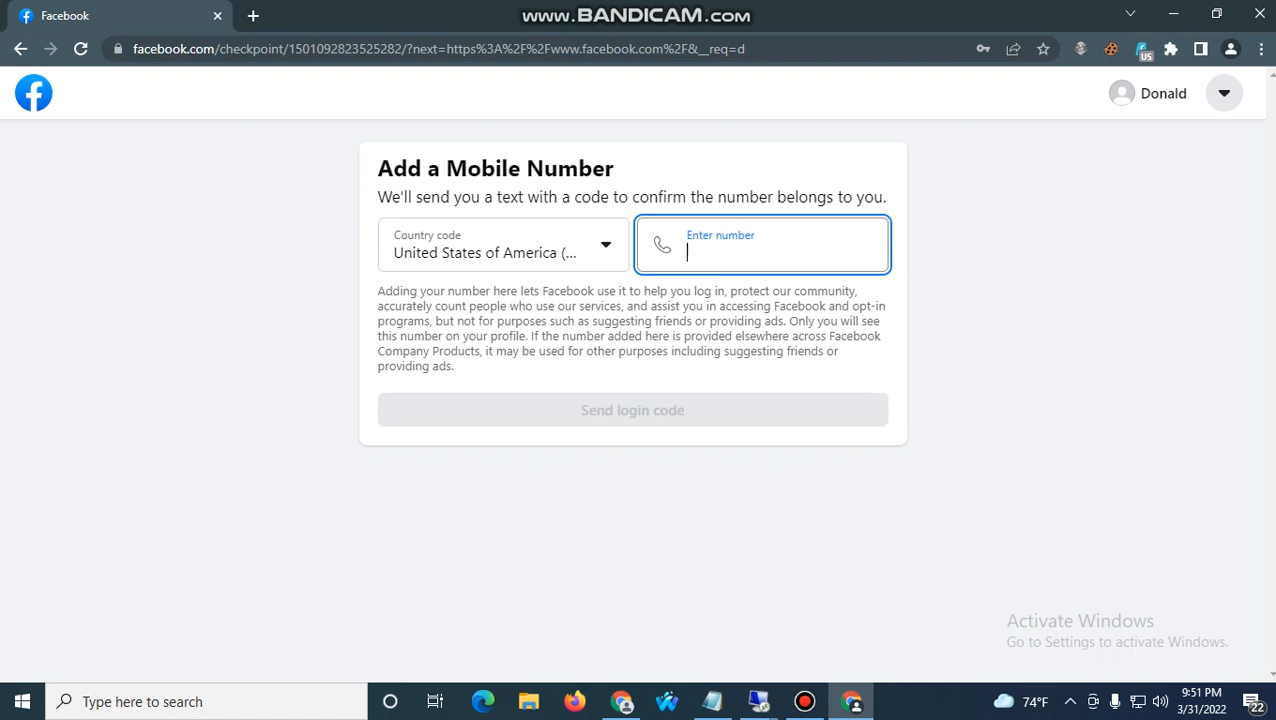 Facebook
www.BANDICAM.com
facebook.com/checkpoint/1501092823525282/?next=https%3A%2F%2Fwww.facebook.com%2F&__req=d
US
Donald
Add a Mobile Number
We'll send you a text with a code to confirm the number belongs to you.
Country code
United States of America (...
Enter number
Adding your number here lets Facebook use it to help you log in, protect our community,
accurately count people who use our services, and assist you in accessing Facebook and opt-in
programs, but not for purposes such as suggesting friends or providing ads. Only you will see
this number on your profile. If the number added here is provided elsewhere across Facebook
Company Products, it may be used for other purposes including suggesting friends or
providing ads.
Send login code
Activate Windows
Go to Settings to activate Windows.
Type here to search
74°F
9:51 PM
3/31/2022
22